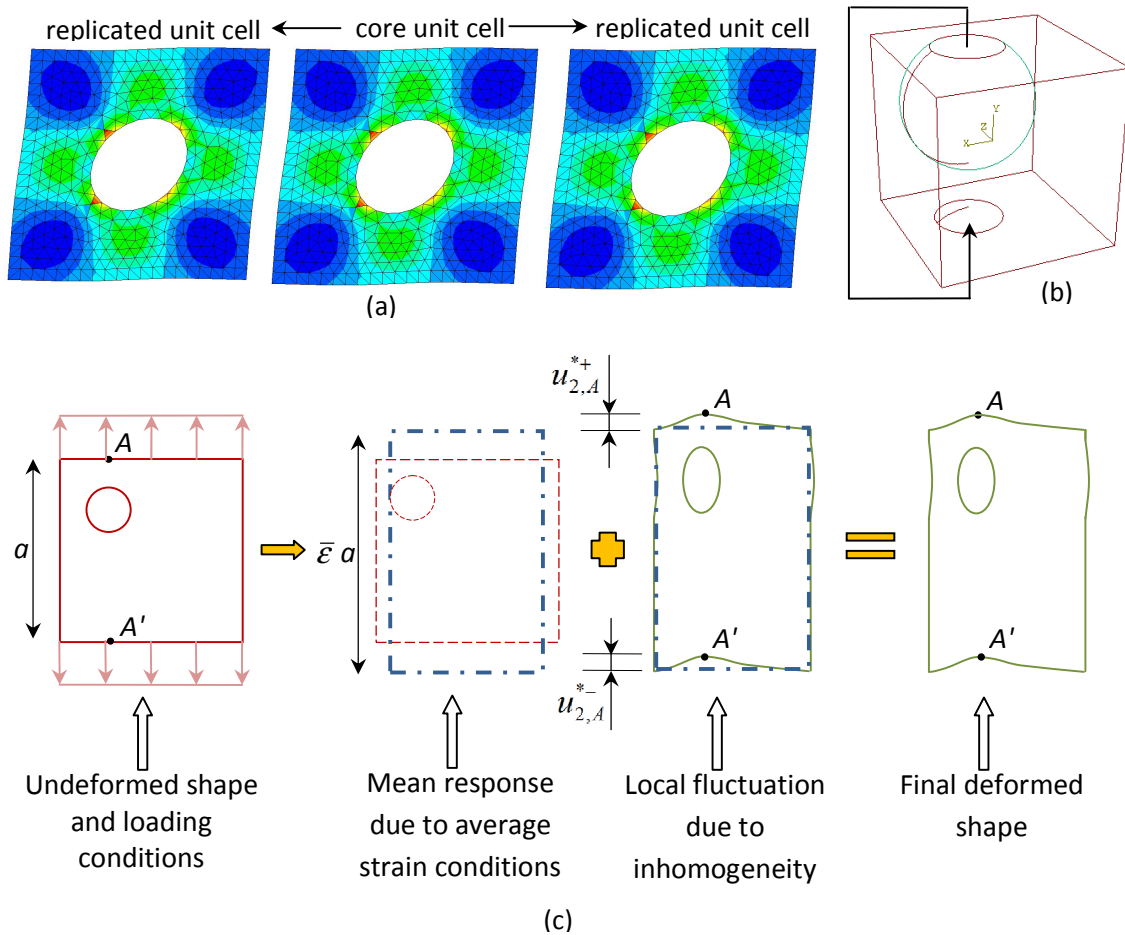 replicated unit cell
core unit cell
replicated unit cell
(a)
Y
Z
X
(b)
A
a
A'
ε̄ a
u*+2,A
A
A'
u*−2,A
A
A'
Undeformed shape
and loading
conditions
Mean response
due to average
strain conditions
Local fluctuation
due to
inhomogeneity
Final deformed
shape
(c)